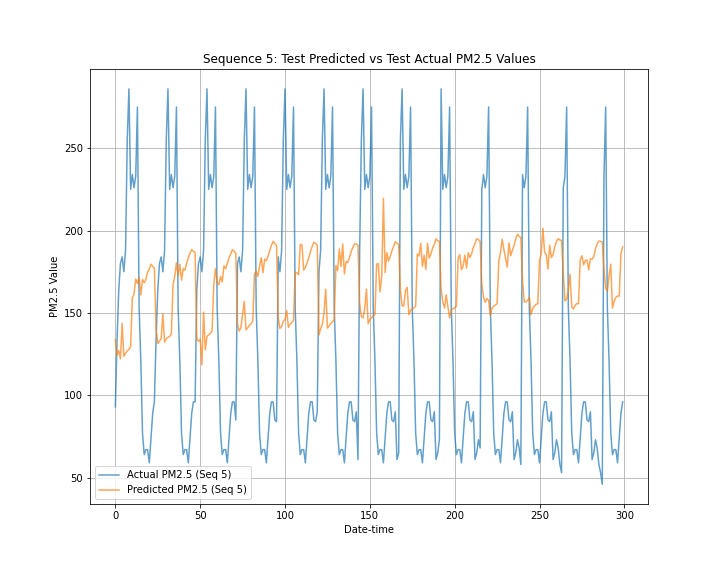 Sequence 5: Test Predicted vs Test Actual PM2.5 Values
PM2.5 Value
250
200
150
100
50
Actual PM2.5 (Seq 5)
Predicted PM2.5 (Seq 5)
0 50 100 150 200 250 300
Date-time